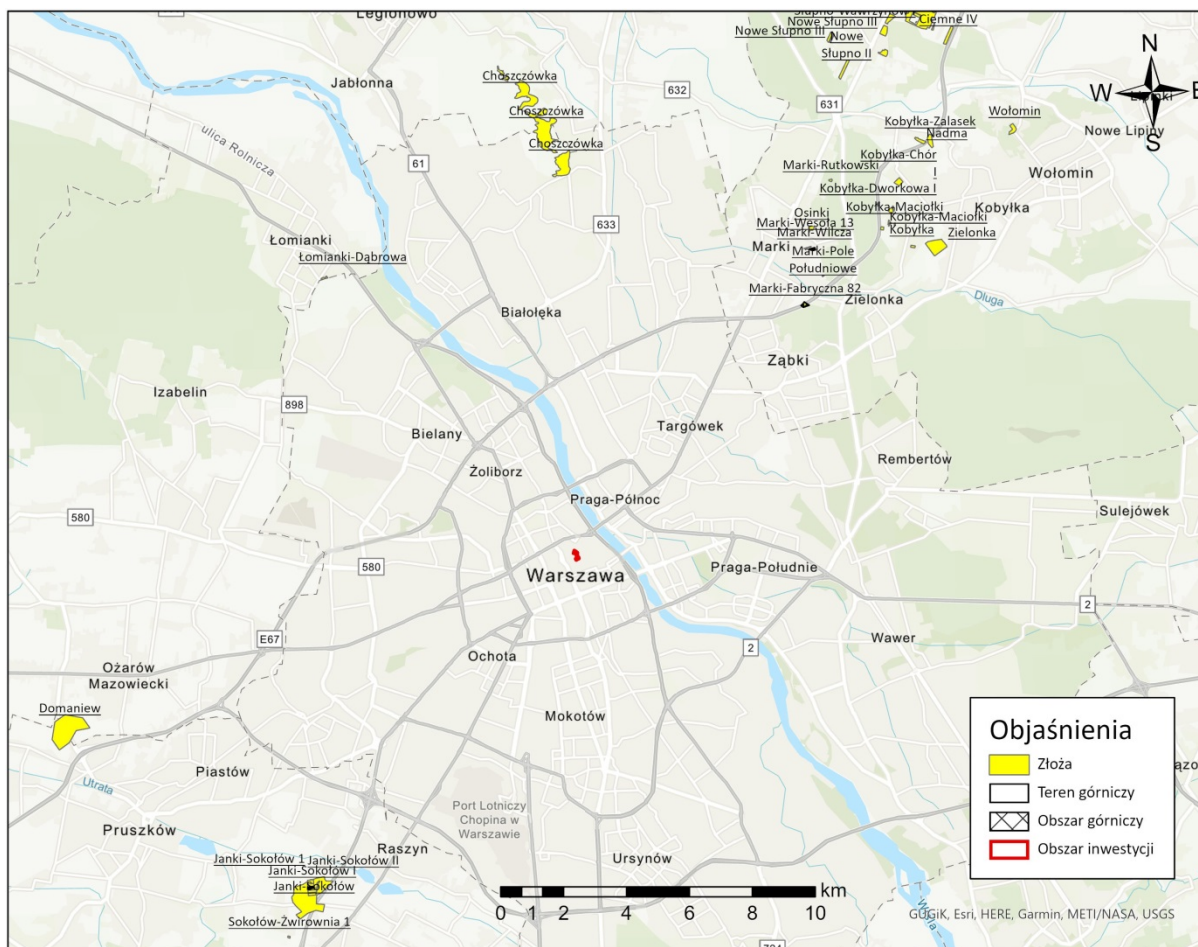 Legionowo
Nowe Słupno III
Ciemne IV
Nowe Słupno III
Nowe
Słupno II
Jabłonna
Choszczówka
632
631
N
W
E
S
Choszczówka
Choszczówka
Kobyłka-Zalasek
Nadma
Wołomin
Nowe Lipiny
ulica Rolnicza
61
Kobyłka-Chór
Marki-Rutkowski
Wołomin
Kobyłka-Dworkowa I
Kobyłka-Maciołki
Kobyłka
Osinki
Kobyłka-Maciołki
633
Marki-Wesoła 13
Marki-Wilcza
Kobyłka
Zielonka
Łomianki
Marki
Marki-Pole
Łomianki-Dąbrowa
Południowe
Marki-Fabryczna 82
Zielonka
Długa
Białołęka
Ząbki
Izabelin
898
Bielany
Targówek
Żoliborz
Rembertów
Praga-Północ
580
Sulejówek
580
Warszawa
Praga-Południe
2
E67
Ochota
2
Wawer
Ożarów
Mazowiecki
Domaniew
Mokotów
Objaśnienia
Złoża
Teren górniczy
Obszar górniczy
Obszar inwestycji
Piastów
Utrata
Pruszków
Port Lotniczy
Chopina w
Warszawie
Raszyn
Ursynów
Janki-Sokołów 1
Janki-Sokołów II
Janki-Sokołów I
Janki-Sokołów
Sokołów-Żwirownia 1
km
0 1 2 4 6 8 10
Wisła
GUGiK, Esri, HERE, Garmin, METI/NASA, USGS